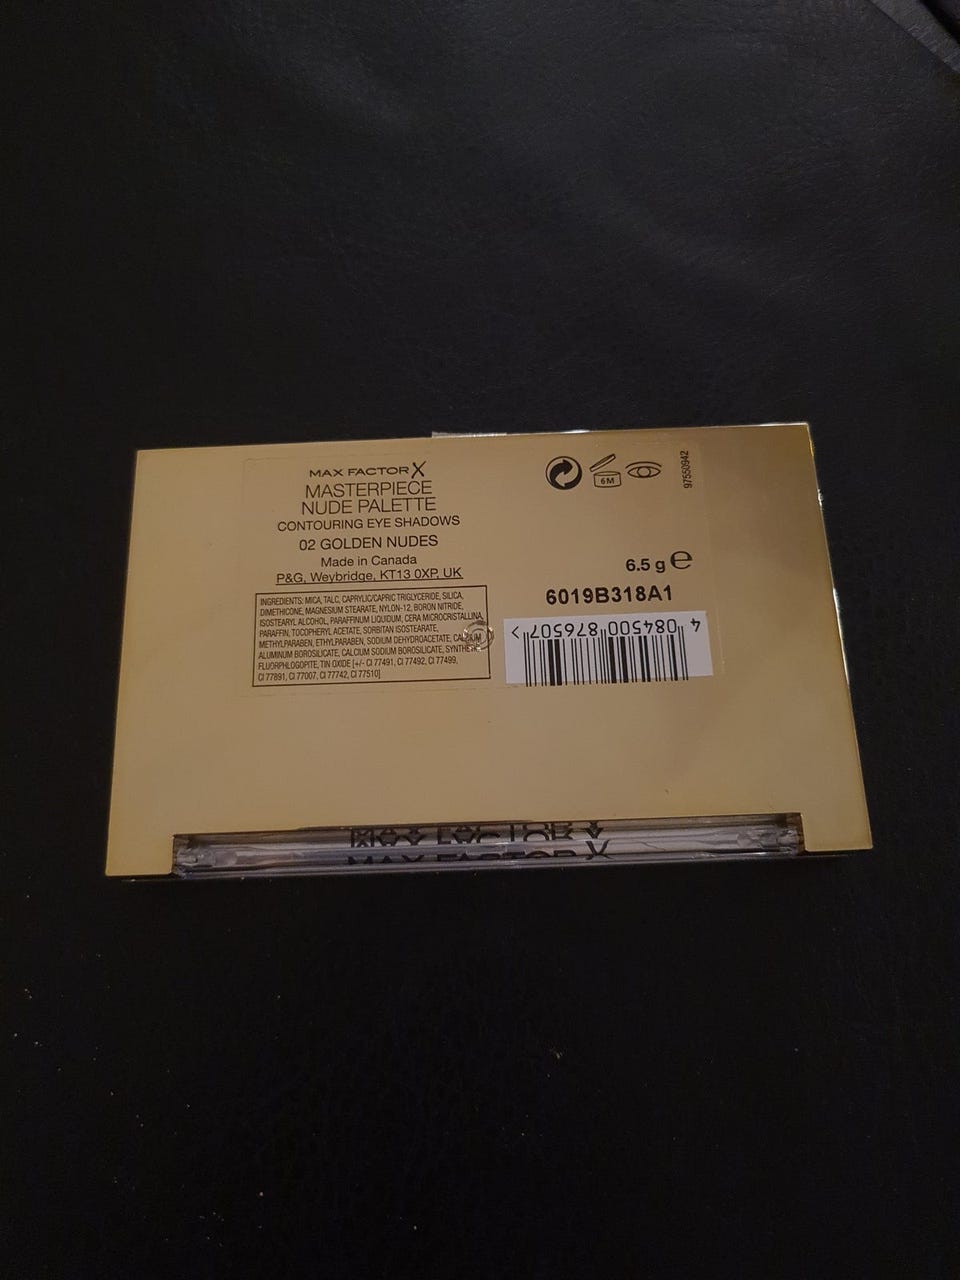 MAX FACTOR X
MASTERPIECE
NUDE PALETTE
CONTOURING EYE SHADOWS
02 GOLDEN NUDES
Made in Canada
P&G, Weybridge, KT13 0XP, UK
INGREDIENTS: MICA, TALC, CAPRYLIC/CAPRIC TRIGLYCERIDE, SILICA,
DIMETHICONE, MAGNESIUM STEARATE, NYLON-12, BORON NITRIDE,
ISOSTEARYL ALCOHOL, PARAFFINUM LIQUIDUM, CERA MICROCRISTALLINA,
PARAFFIN, TOCOPHERYL ACETATE, SORBITAN ISOSTEARATE,
METHYLPARABEN, ETHYLPARABEN, SODIUM DEHYDROACETATE, CALCIUM
ALUMINUM BOROSILICATE, CALCIUM SODIUM BOROSILICATE, SYNTHETIC
FLUORPHLOGOPITE, TIN OXIDE [+/- CI 77491, CI 77492, CI 77499,
CI 77891, CI 77007, CI 77742, CI 77510]
6M
97550942
6.5 g e
6019B318A1
4 084500 876507 >
MAX FACTOR X
MAX FACTOR X